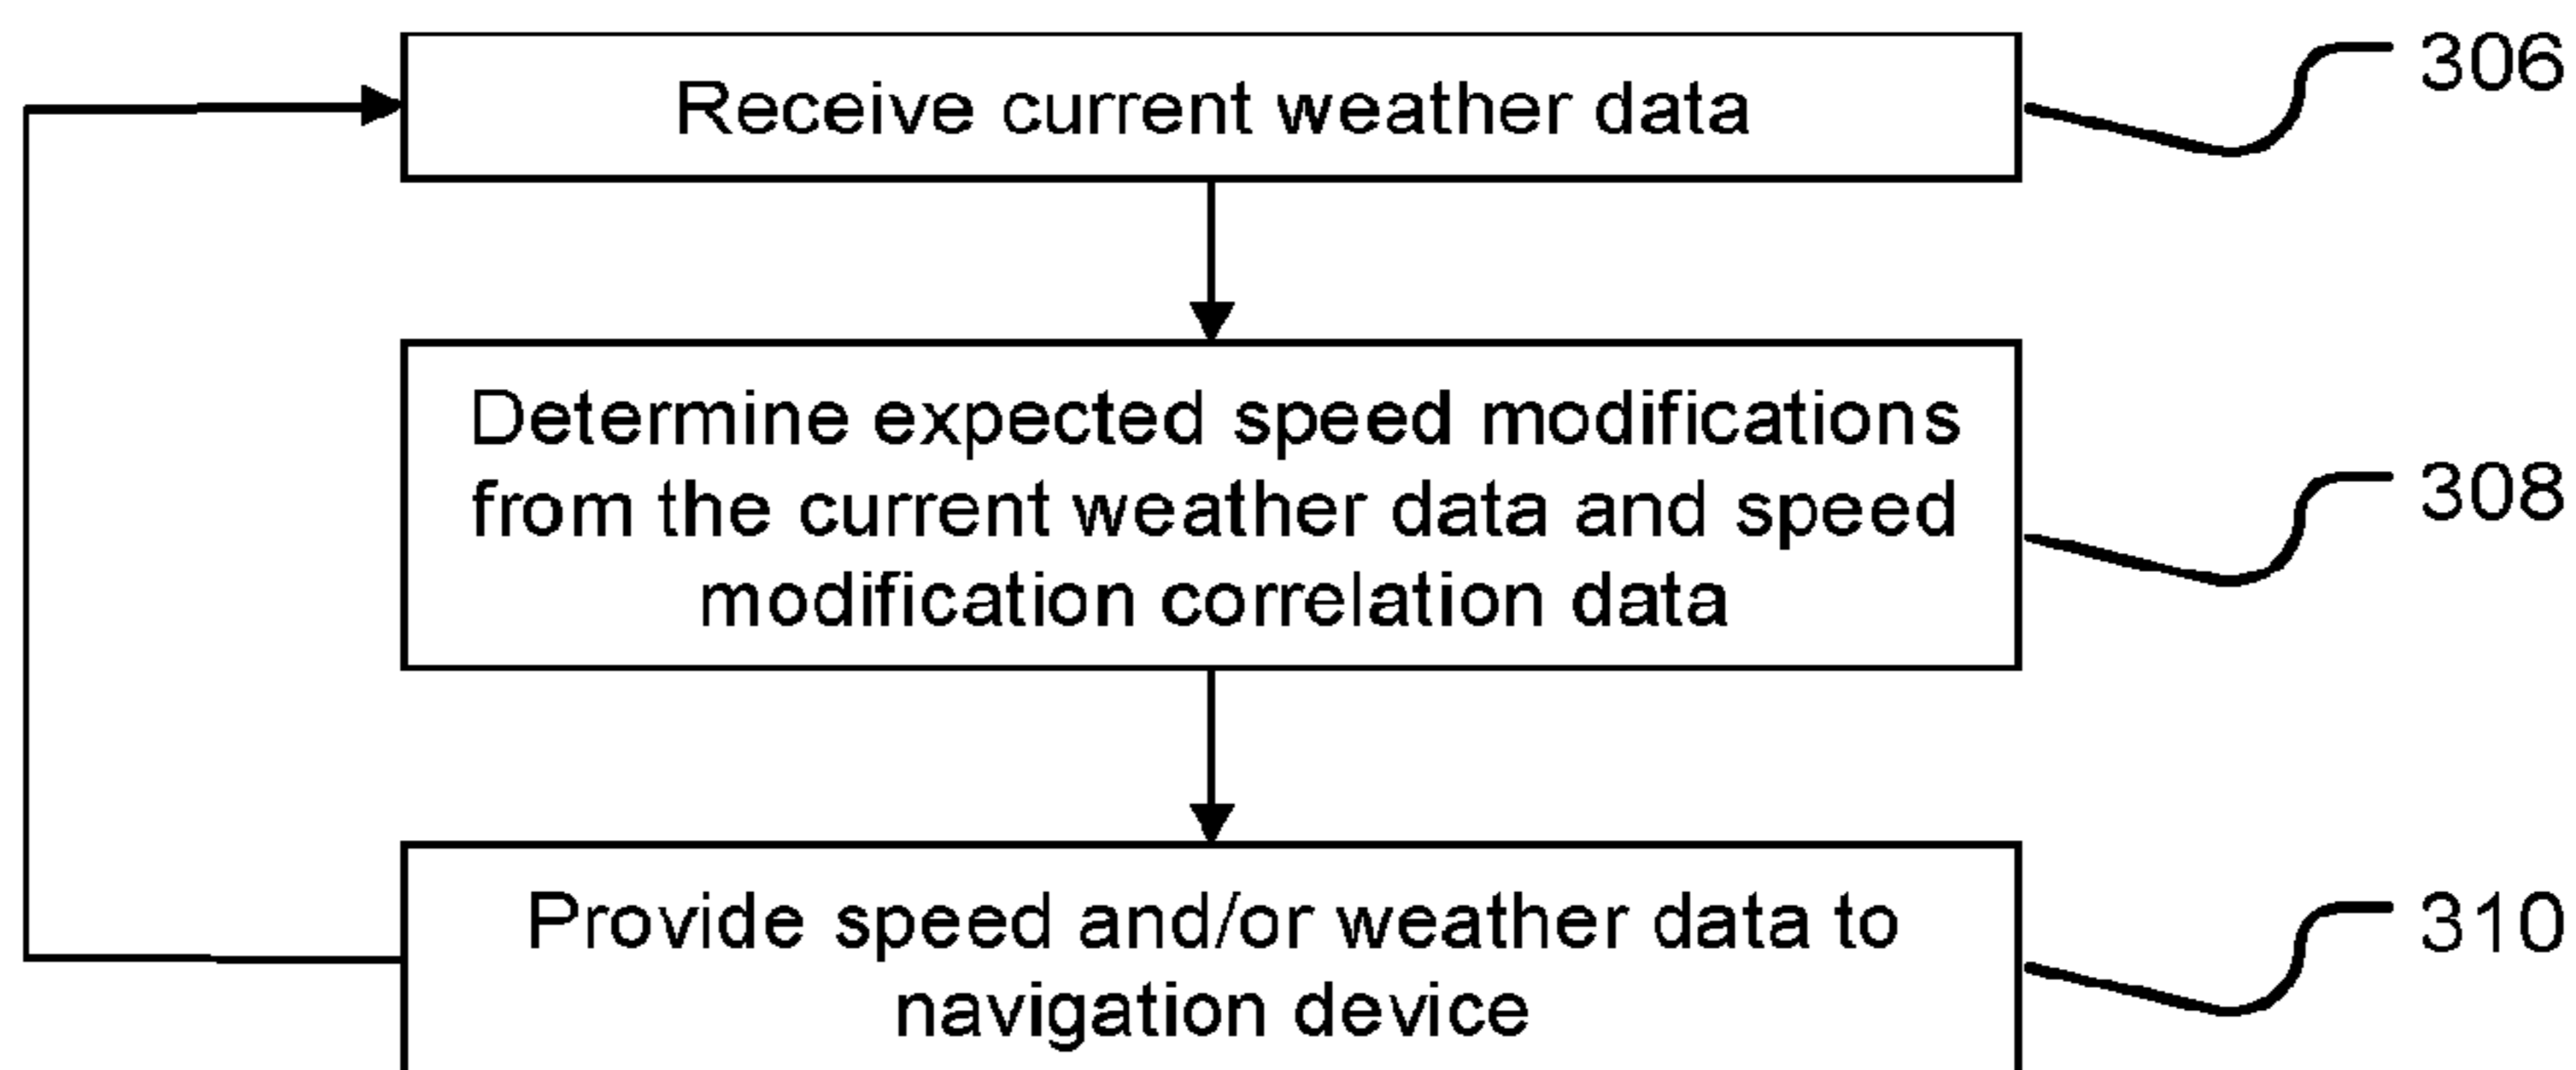 Receive current weather data
306
Determine expected speed modifications
from the current weather data and speed
modification correlation data
308
Provide speed and/or weather data to
navigation device
310